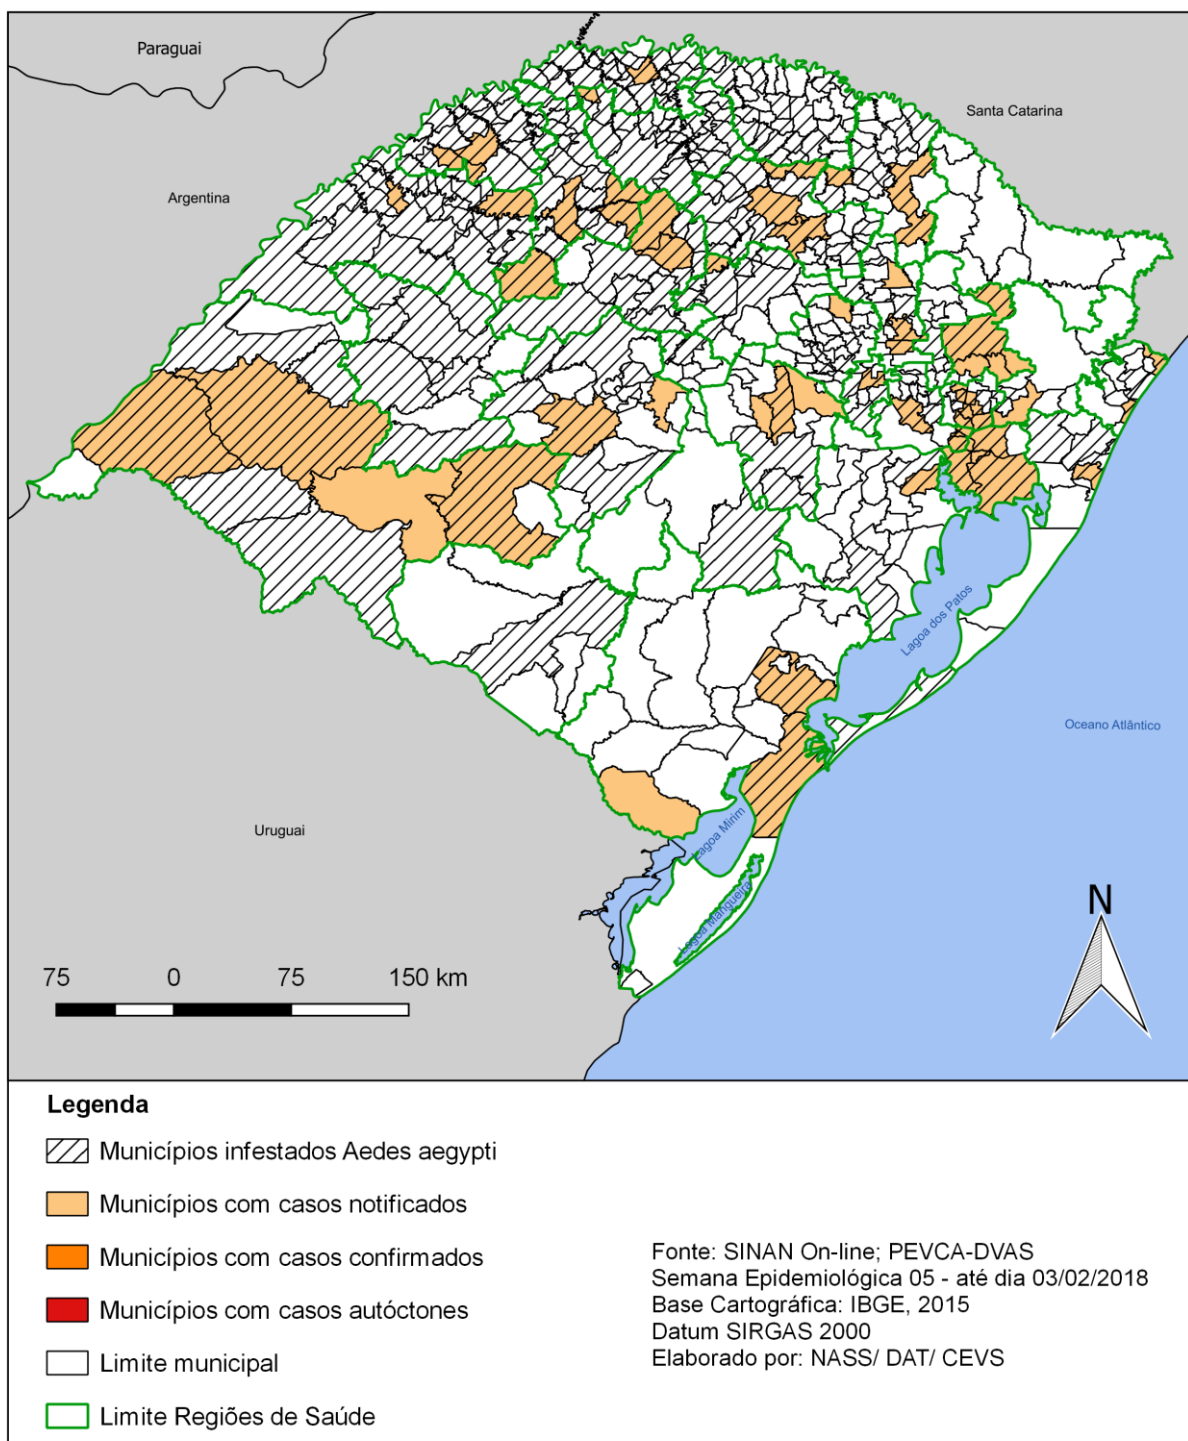 Paraguai
Santa Catarina
Argentina
Lagoa dos Patos
Oceano Atlântico
Uruguai
Lagoa Mirim
Lagoa Mangueira
N
75 0 75 150 km
Legenda
Municípios infestados Aedes aegypti
Municípios com casos notificados
Municípios com casos confirmados
Municípios com casos autóctones
Limite municipal
Limite Regiões de Saúde
Fonte: SINAN On-line; PEVCA-DVAS
Semana Epidemiológica 05 - até dia 03/02/2018
Base Cartográfica: IBGE, 2015
Datum SIRGAS 2000
Elaborado por: NASS/ DAT/ CEVS